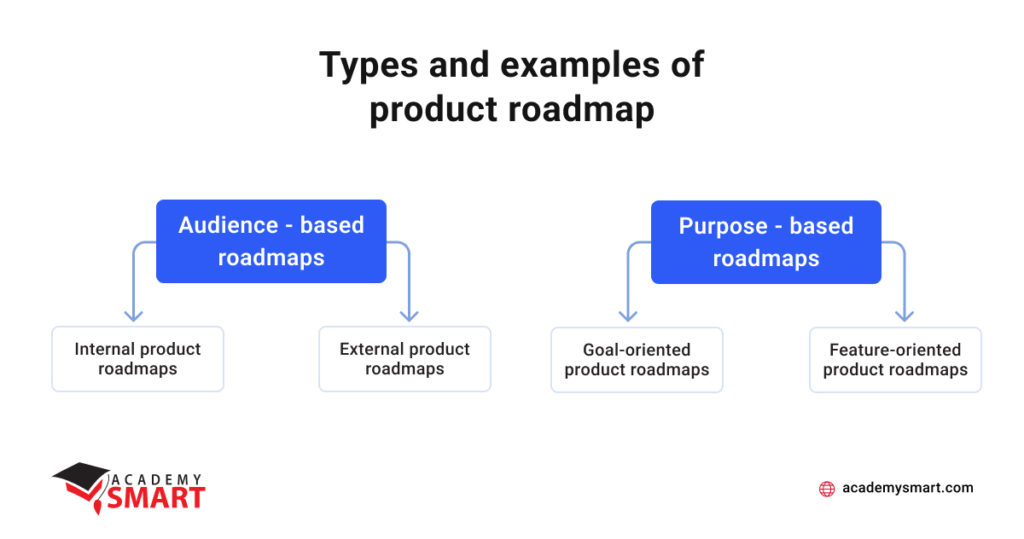 Types and examples of
product roadmap
Audience - based
roadmaps
Purpose - based
roadmaps
Internal product
roadmaps
External product
roadmaps
Goal-oriented
product roadmaps
Feature-oriented
product roadmaps
ACADEMY
SMART
academysmart.com